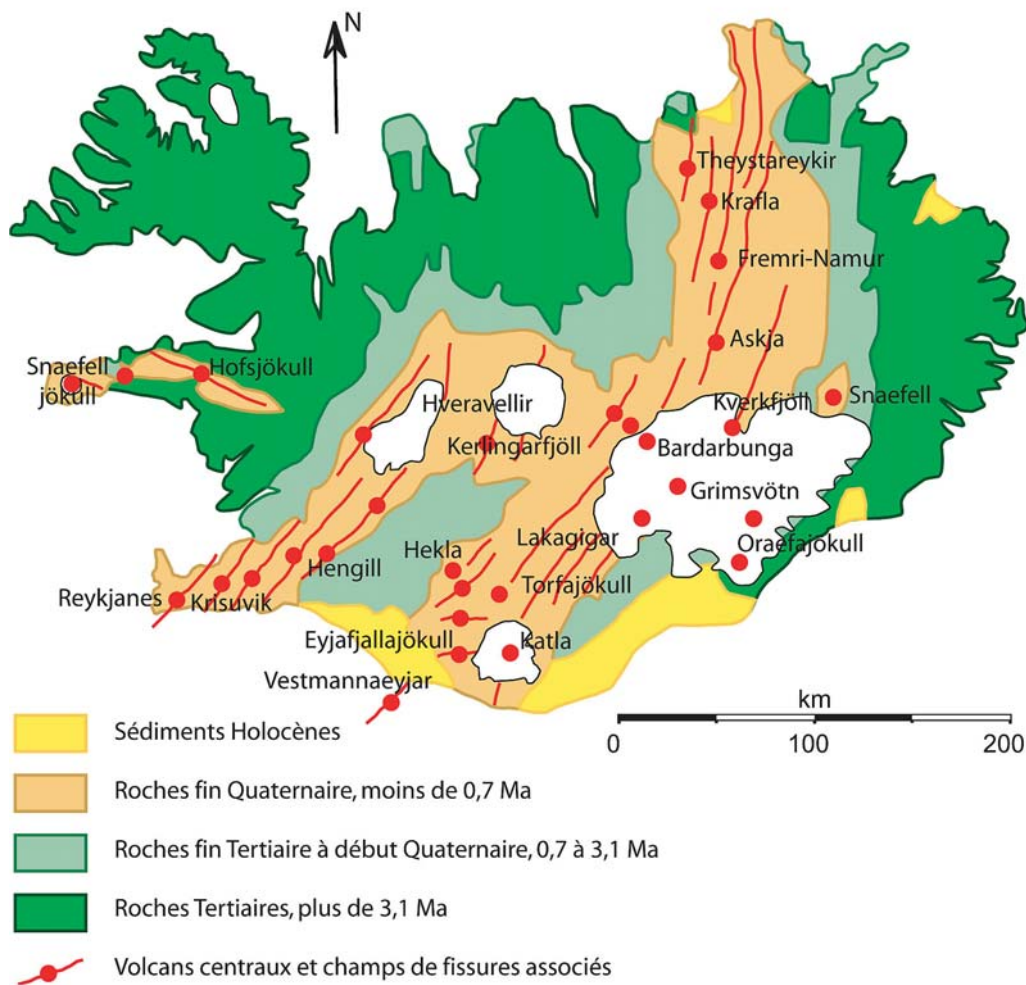 N
Theystareykir
Krafla
Fremri-Namur
Askja
Snaefell
jökull
Hofsjökull
Hveravellir
Kverkfjöll
Snaefell
Kerlingarfjöll
Bardarbunga
Grimsvötn
Lakagigar
Oraefajökull
Hekla
Hengill
Torfajökull
Reykjanes
Krisuvik
Eyjafjallajökull
Katla
Vestmannaeyjar
km
0 100 200
Sédiments Holocènes
Roches fin Quaternaire, moins de 0,7 Ma
Roches fin Tertiaire à début Quaternaire, 0,7 à 3,1 Ma
Roches Tertiaires, plus de 3,1 Ma
Volcans centraux et champs de fissures associés